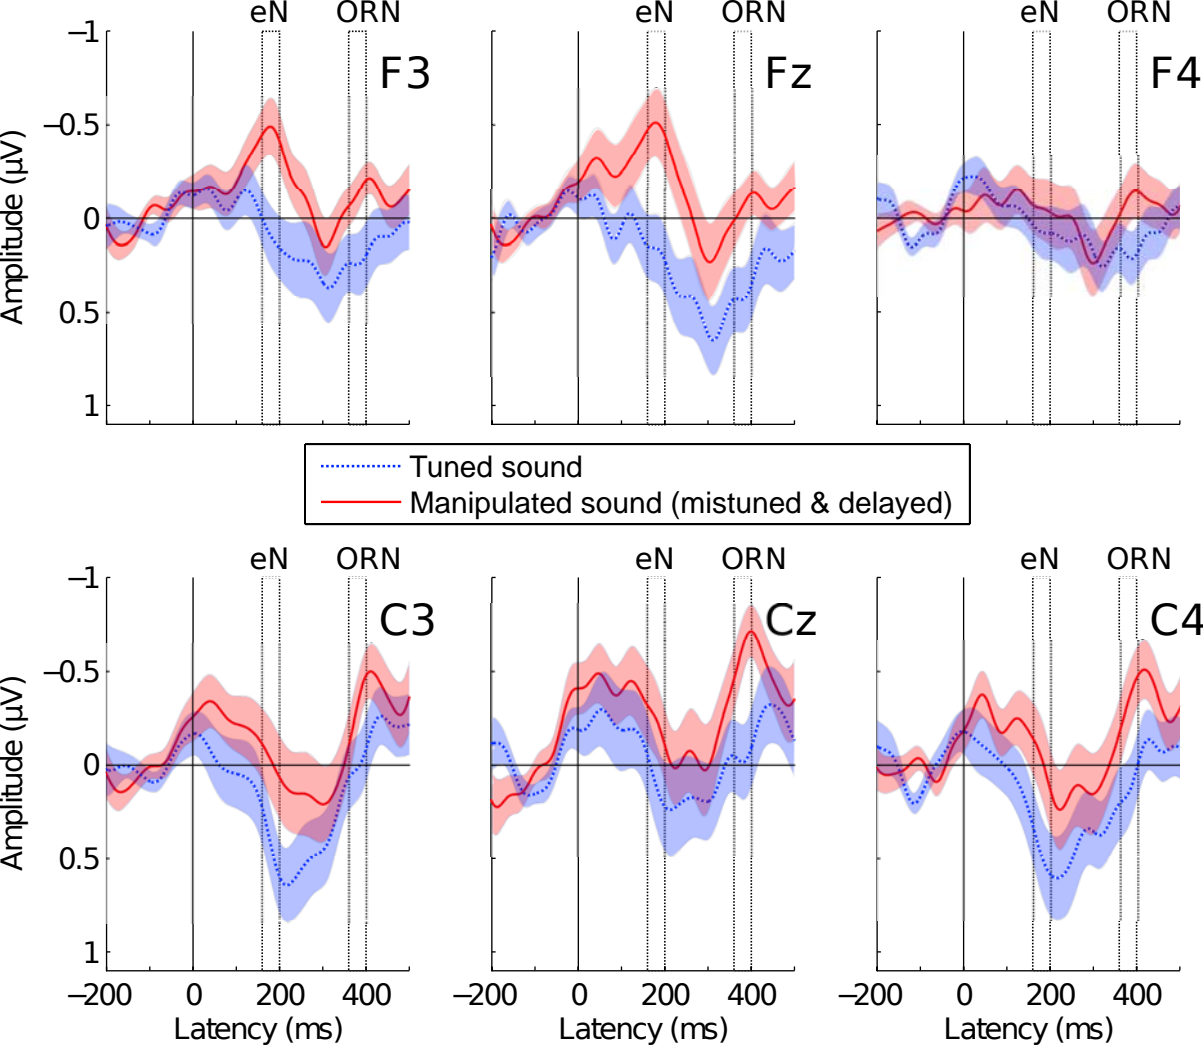 eN ORN eN ORN eN ORN
−1
F3 Fz F4
−0.5
0
0.5
1
Amplitude (µV)
Tuned sound
Manipulated sound (mistuned & delayed)
eN ORN eN ORN eN ORN
−1
C3 Cz C4
−0.5
0
0.5
1
Amplitude (µV)
−200 0 200 400 −200 0 200 400 −200 0 200 400
Latency (ms) Latency (ms) Latency (ms)